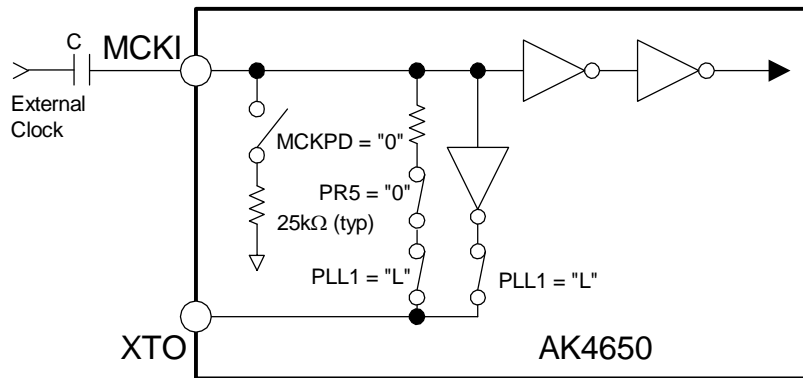 C
MCKI
External
Clock
MCKPD = "0"
PR5 = "0"
25kΩ (typ)
PLL1 = "L"
PLL1 = "L"
XTO
AK4650